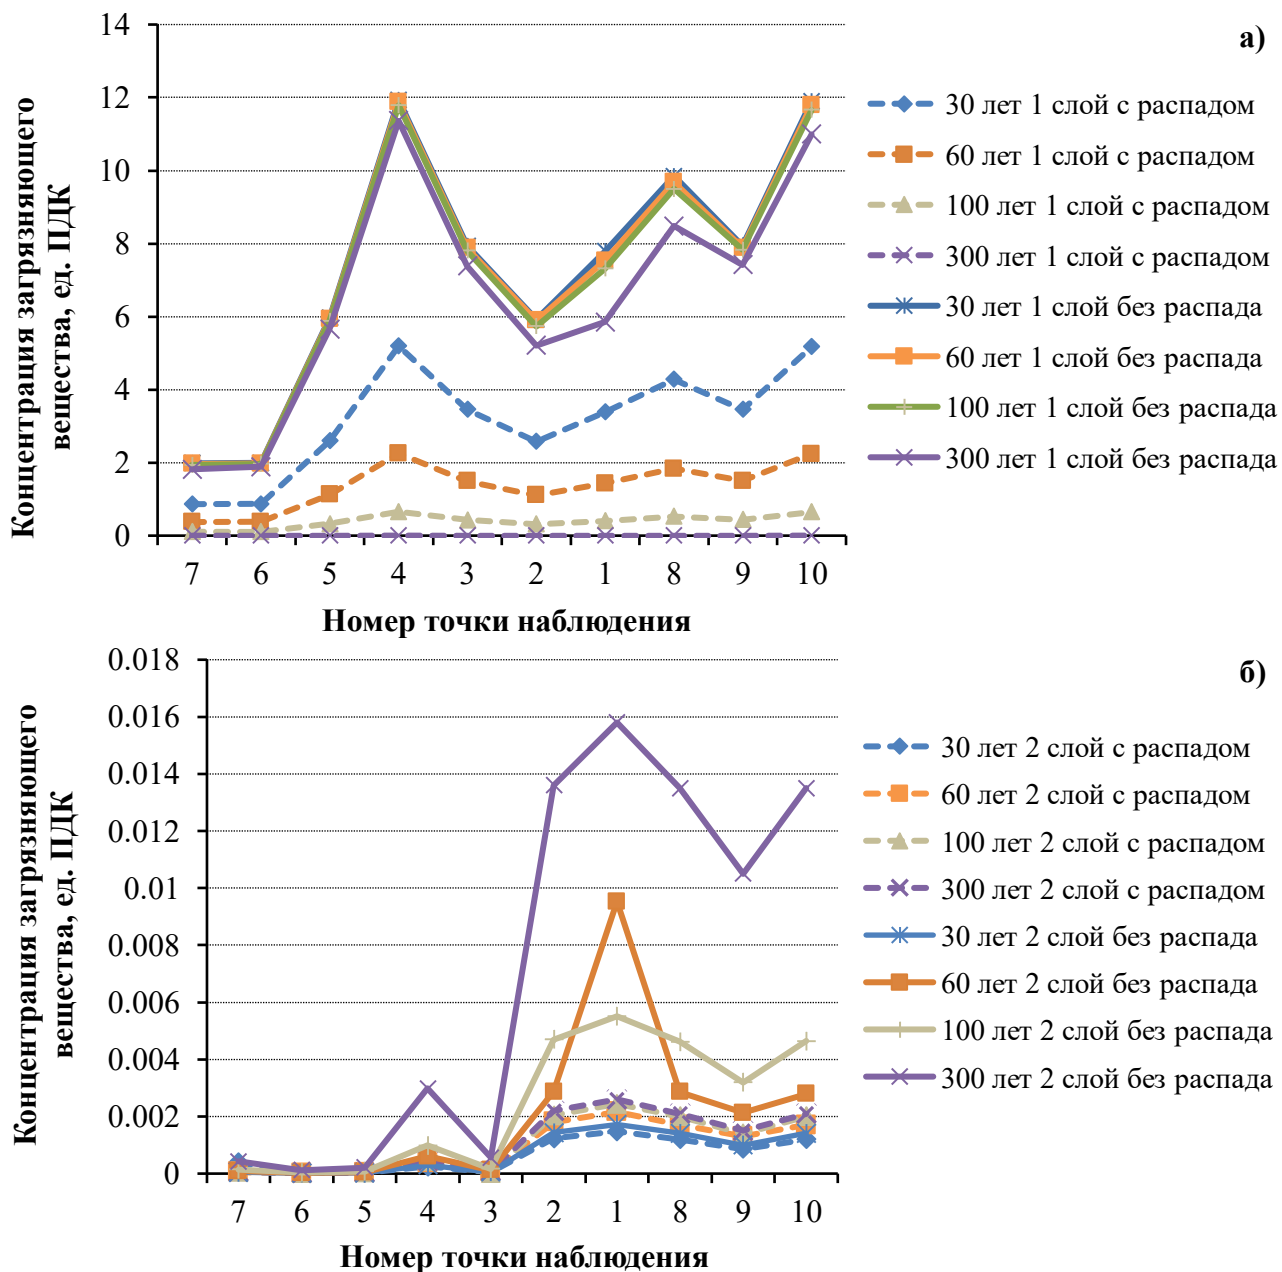 а)
Концентрация загрязняющего
вещества, ед. ПДК
14
12
10
8
6
4
2
0
7 6 5 4 3 2 1 8 9 10
Номер точки наблюдения
30 лет 1 слой с распадом
60 лет 1 слой с распадом
100 лет 1 слой с распадом
300 лет 1 слой с распадом
30 лет 1 слой без распада
60 лет 1 слой без распада
100 лет 1 слой без распада
300 лет 1 слой без распада
б)
Концентрация загрязняющего
вещества, ед. ПДК
0.018
0.016
0.014
0.012
0.01
0.008
0.006
0.004
0.002
0
7 6 5 4 3 2 1 8 9 10
Номер точки наблюдения
30 лет 2 слой с распадом
60 лет 2 слой с распадом
100 лет 2 слой с распадом
300 лет 2 слой с распадом
30 лет 2 слой без распада
60 лет 2 слой без распада
100 лет 2 слой без распада
300 лет 2 слой без распада